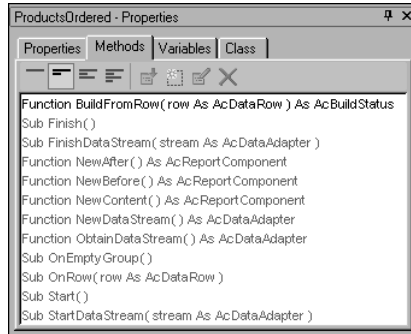 ProductsOrdered - Properties
Properties Methods Variables Class
Function BuildFromRow( row As AcDataRow ) As AcBuildStatus
Sub Finish( )
Sub FinishDataStream( stream As AcDataAdapter )
Function NewAfter( ) As AcReportComponent
Function NewBefore( ) As AcReportComponent
Function NewContent( ) As AcReportComponent
Function NewDataStream( ) As AcDataAdapter
Function ObtainDataStream( ) As AcDataAdapter
Sub OnEmptyGroup( )
Sub OnRow( row As AcDataRow )
Sub Start( )
Sub StartDataStream( stream As AcDataAdapter )